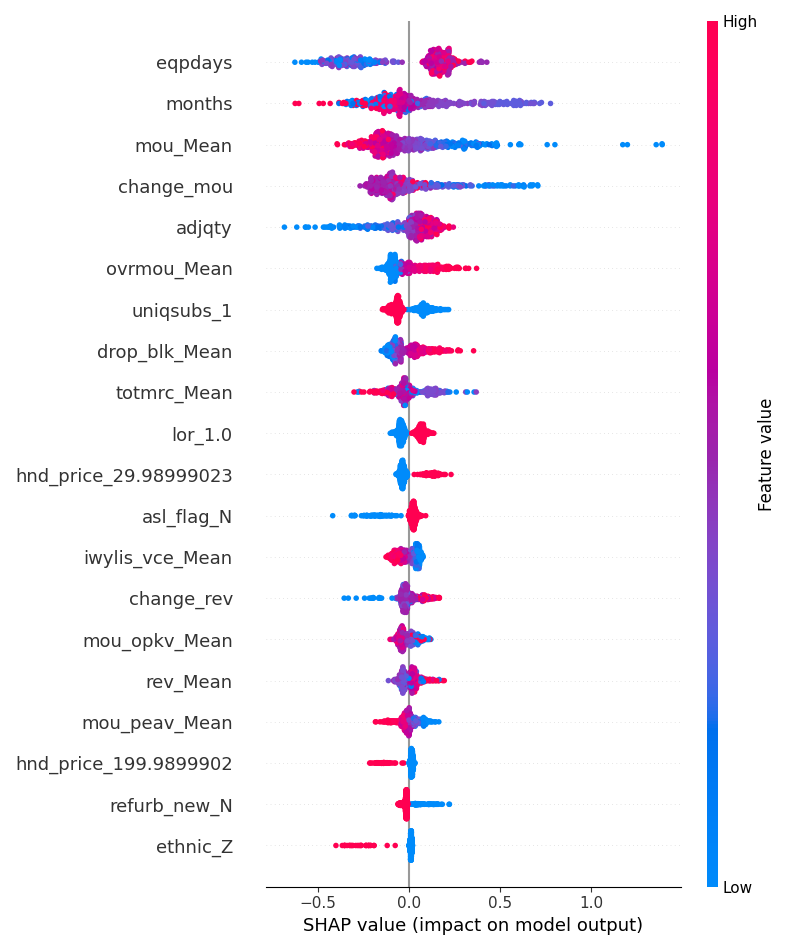 High
eqpdays
months
mou_Mean
change_mou
adjqty
ovrmou_Mean
uniqsubs_1
drop_blk_Mean
totmrc_Mean
lor_1.0
hnd_price_29.98999023
asl_flag_N
iwylis_vce_Mean
change_rev
mou_opkv_Mean
rev_Mean
mou_peav_Mean
hnd_price_199.9899902
refurb_new_N
ethnic_Z
Feature value
Low
−0.5 0.0 0.5 1.0
SHAP value (impact on model output)